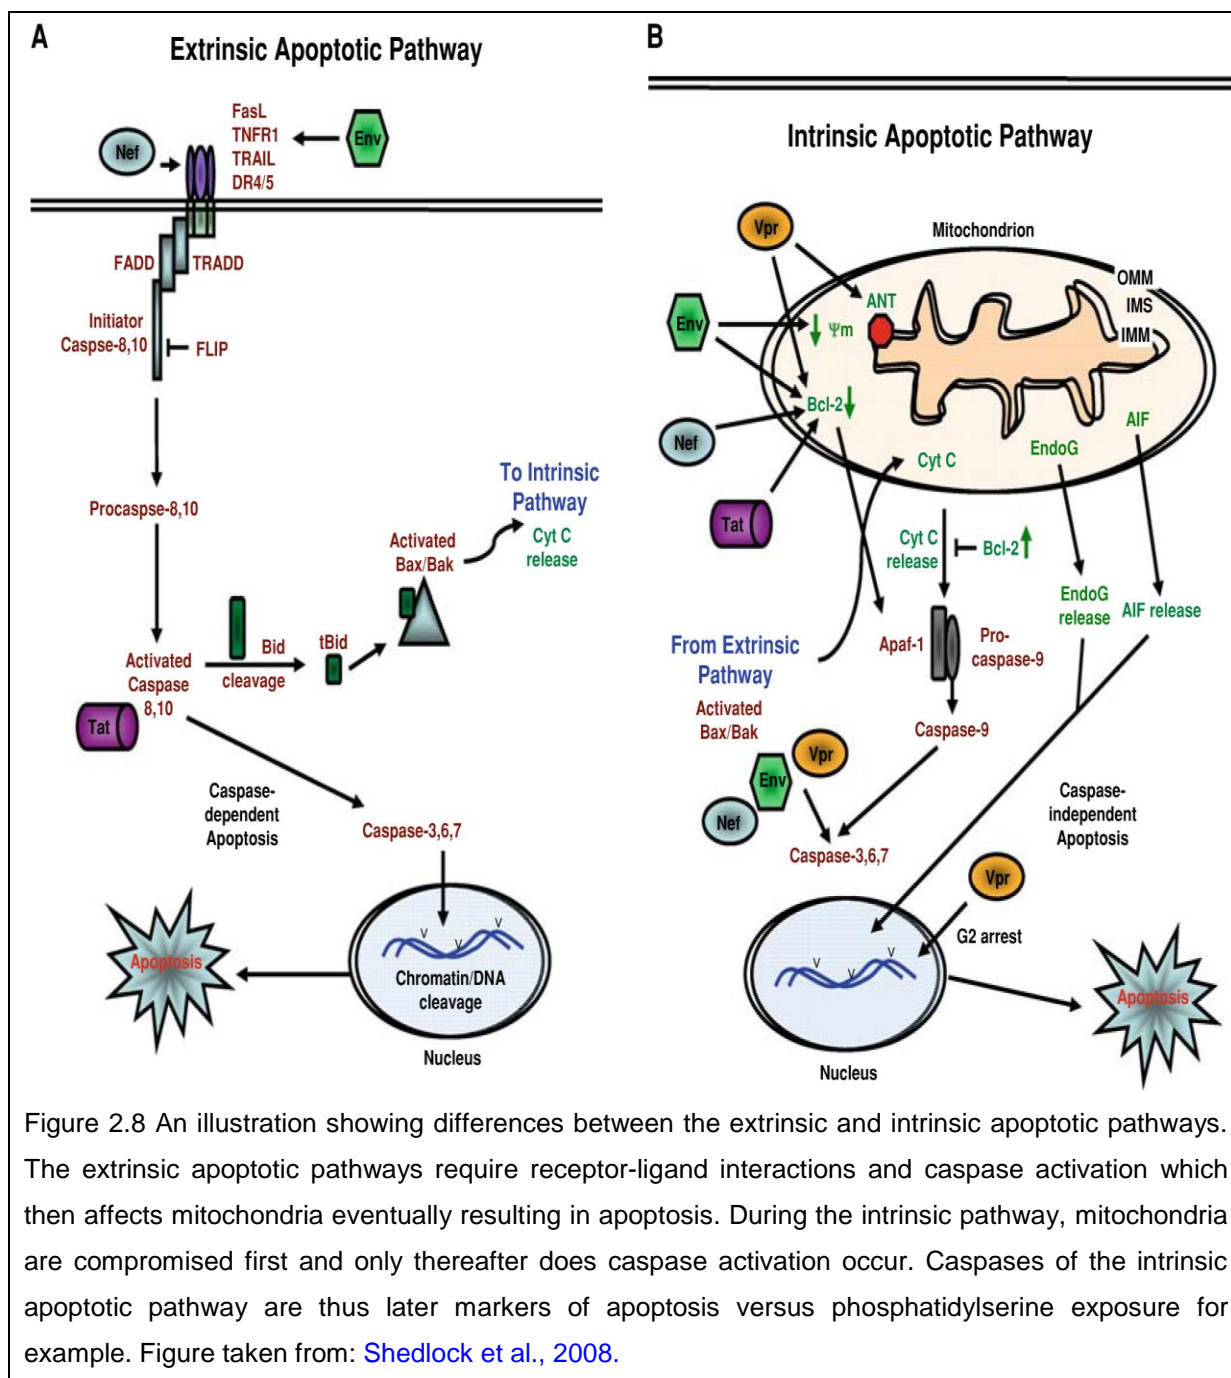 A
Extrinsic Apoptotic Pathway
Nef
FasL
TNFR1
TRAIL
DR4/5
Env
FADD
TRADD
Initiator
Caspse-8,10
FLIP
Procaspse-8,10
To Intrinsic
Pathway
Cyt C
release
Activated
Bax/Bak
Bid
cleavage
tBid
Activated
Caspase
8,10
Tat
Caspase-
dependent
Apoptosis
Caspase-3,6,7
V
V
V
Chromatin/DNA
cleavage
Apoptosis
Nucleus
B
Intrinsic Apoptotic Pathway
Vpr
Mitochondrion
OMM
IMS
IMM
ANT
Env
Ψm
Bcl-2
Nef
Tat
Cyt C
EndoG
AIF
Cyt C
release
Bcl-2
EndoG
release
AIF release
Apaf-1
Pro-
caspase-9
From Extrinsic
Pathway
Activated
Bax/Bak
Caspase-9
Vpr
Env
Nef
Caspase-3,6,7
Caspase-
independent
Apoptosis
Vpr
G2 arrest
V
V
V
Apoptosis
Nucleus
Figure 2.8 An illustration showing differences between the extrinsic and intrinsic apoptotic pathways.
The extrinsic apoptotic pathways require receptor-ligand interactions and caspase activation which
then affects mitochondria eventually resulting in apoptosis. During the intrinsic pathway, mitochondria
are compromised first and only thereafter does caspase activation occur. Caspases of the intrinsic
apoptotic pathway are thus later markers of apoptosis versus phosphatidylserine exposure for
example. Figure taken from: Shedlock et al., 2008.